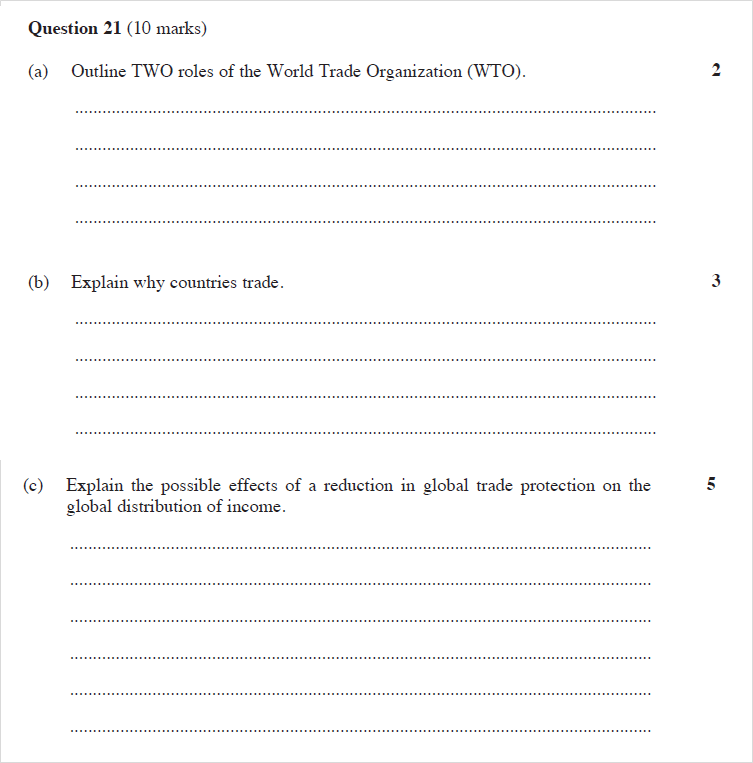 Question 21 (10 marks)
(a) Outline TWO roles of the World Trade Organization (WTO). 2
(b) Explain why countries trade. 3
(c) Explain the possible effects of a reduction in global trade protection on the 5
global distribution of income.